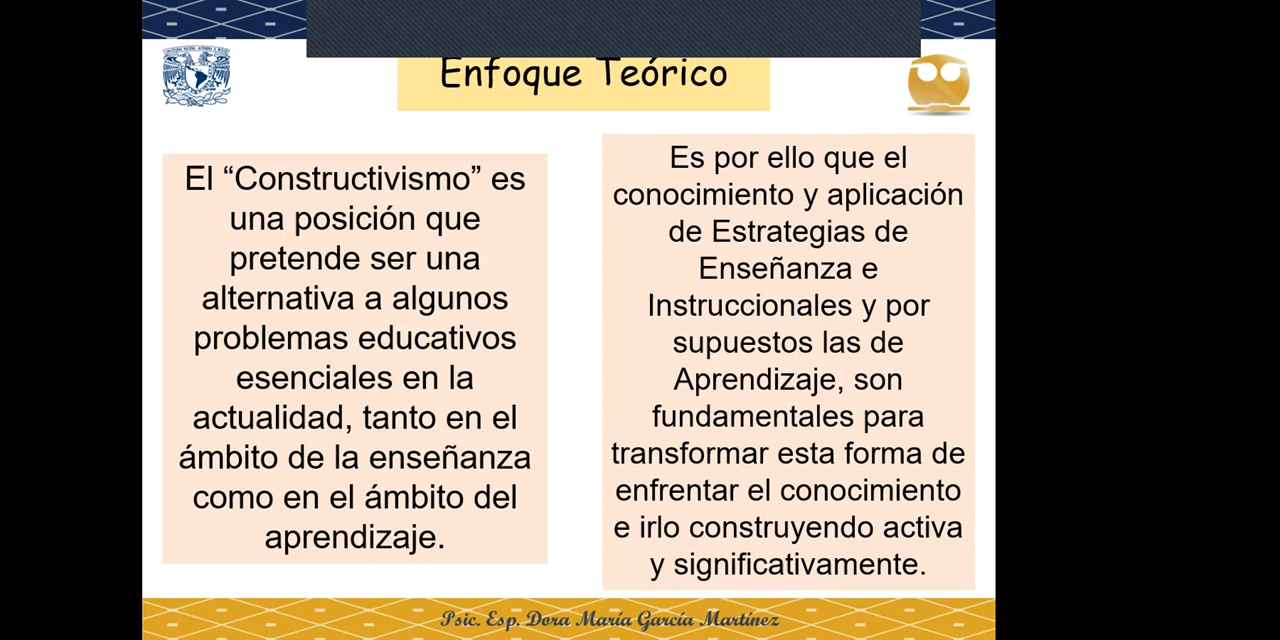 Enfoque Teórico
El “Constructivismo” es
una posición que
pretende ser una
alternativa a algunos
problemas educativos
esenciales en la
actualidad, tanto en el
ámbito de la enseñanza
como en el ámbito del
aprendizaje.
Es por ello que el
conocimiento y aplicación
de Estrategias de
Enseñanza e
Instruccionales y por
supuestos las de
Aprendizaje, son
fundamentales para
transformar esta forma de
enfrentar el conocimiento
e irlo construyendo activa
y significativamente.
Psic. Esp. Dora María García Martínez